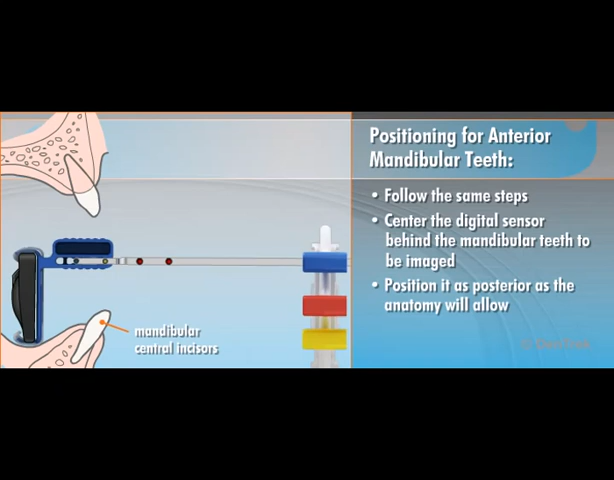 Positioning for Anterior
Mandibular Teeth:
• Follow the same steps
• Center the digital sensor
behind the mandibular teeth to
be imaged
• Position it as posterior as the
anatomy will allow
mandibular
central incisors